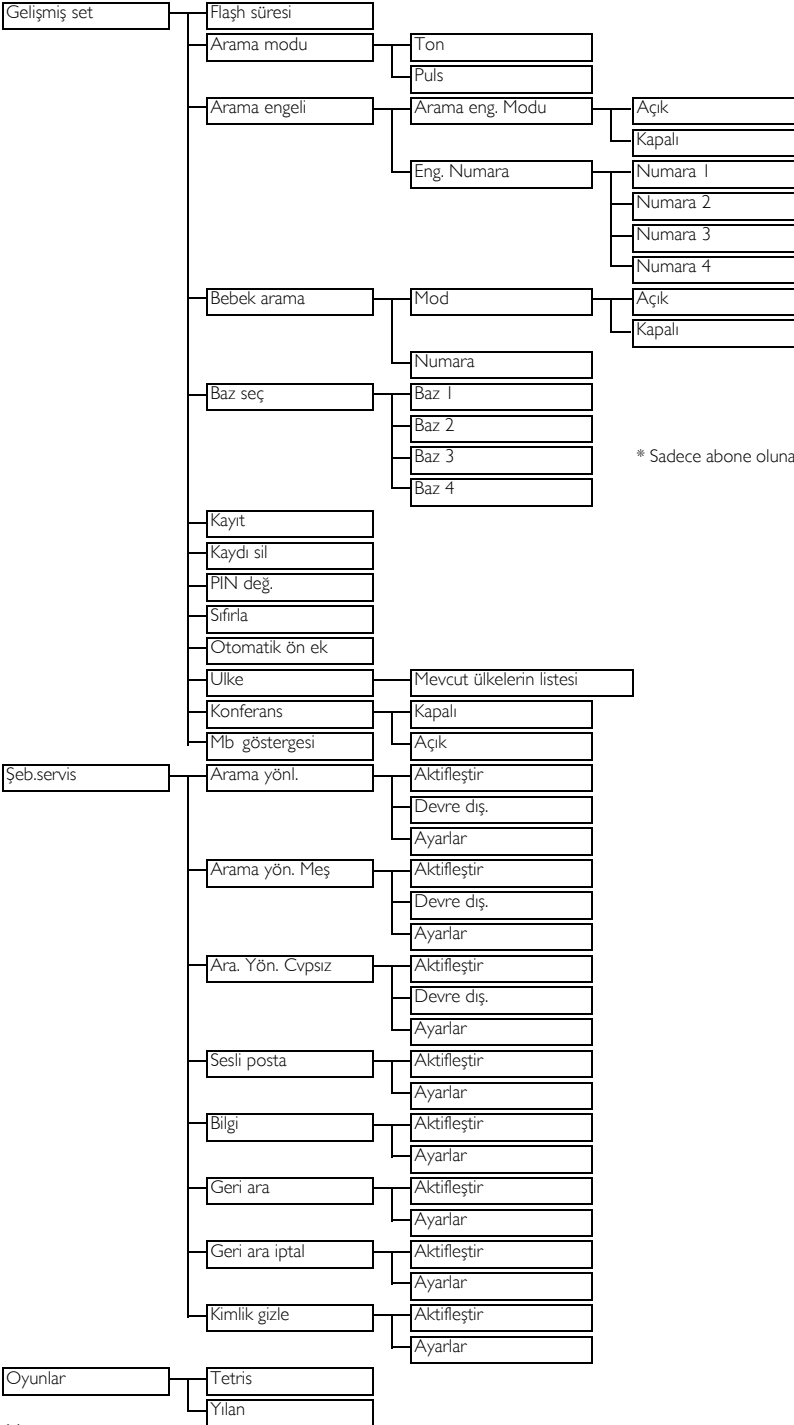 Gelişmiş set Flaşh süresi
Arama modu Ton
Puls
Arama engeli Arama eng. Modu Açık
Kapalı
Eng. Numara Numara 1
Numara 2
Numara 3
Numara 4
Bebek arama Mod Açık
Kapalı
Numara
Baz seç Baz 1
Baz 2
Baz 3 * Sadece abone oluna
Baz 4
Kayıt
Kaydı sil
PIN değ.
Sıfırla
Otomatik ön ek
Ulke Mevcut ülkelerin listesi
Konferans Kapalı
Mb göstergesi Açık
Şeb.servis Arama yönl. Aktifleştir
Devre dış.
Ayarlar
Arama yön. Meş Aktifleştir
Devre dış.
Ayarlar
Ara. Yön. Cvpsız Aktifleştir
Devre dış.
Ayarlar
Sesli posta Aktifleştir
Ayarlar
Bilgi Aktifleştir
Ayarlar
Geri ara Aktifleştir
Ayarlar
Geri ara iptal Aktifleştir
Ayarlar
Kimlik gizle Aktifleştir
Ayarlar
Oyunlar Tetris
Yılan